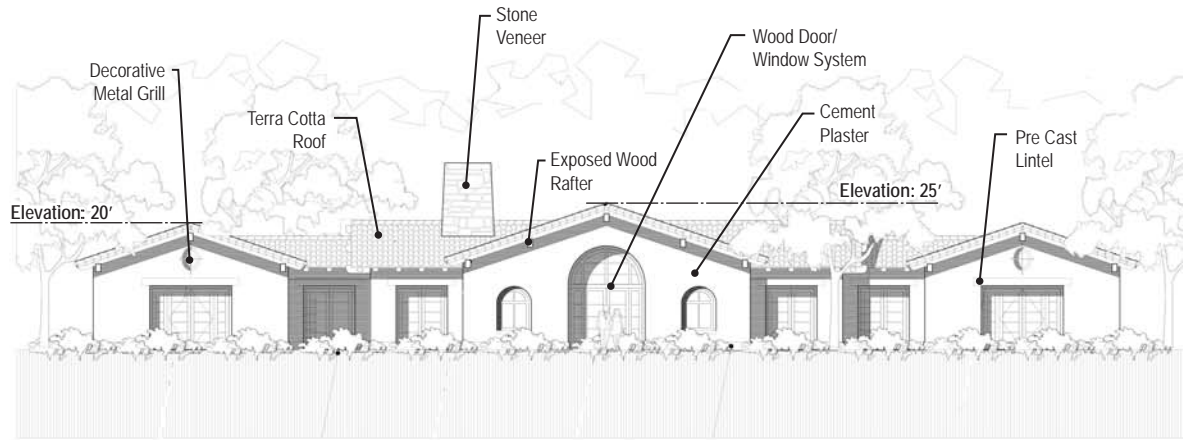 Stone
Veneer
Wood Door/
Window System
Decorative
Metal Grill
Terra Cotta
Roof
Cement
Plaster
Pre Cast
Lintel
Exposed Wood
Rafter
Elevation: 25'
Elevation: 20'